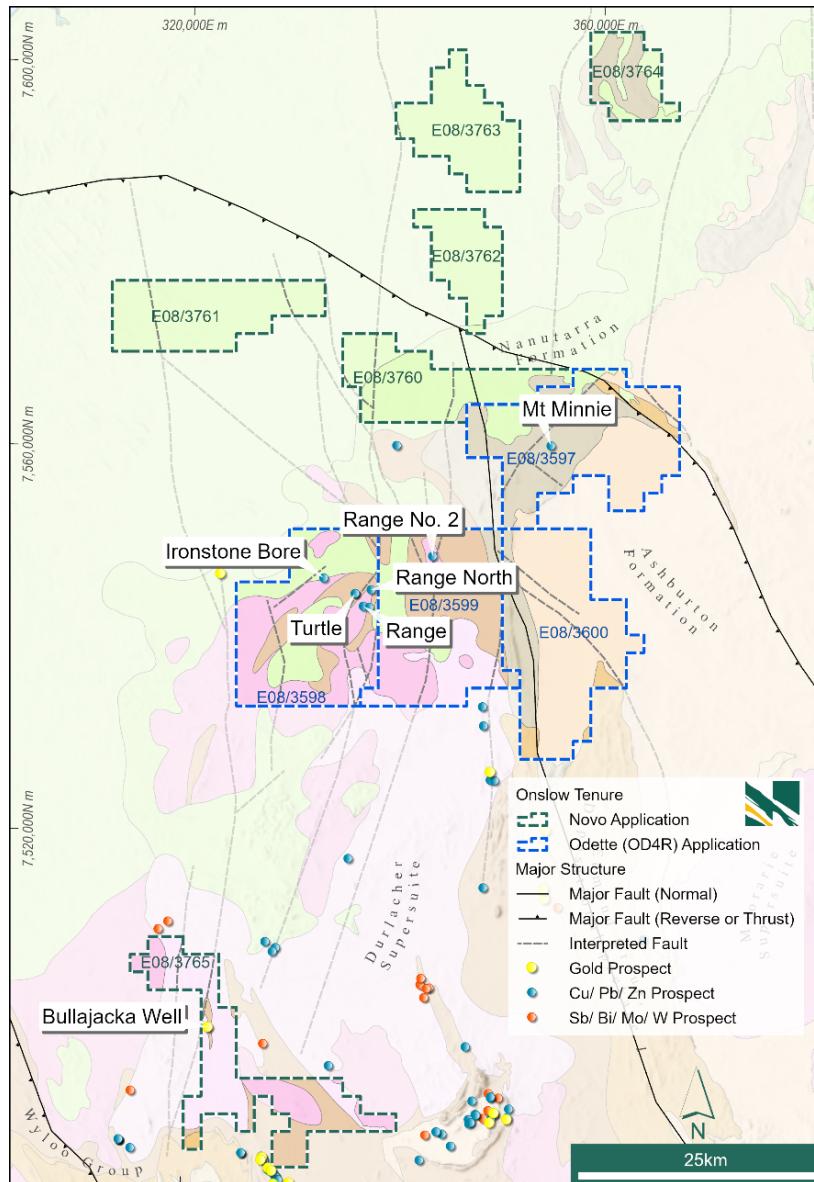 320,000E m
360,000E m
7,600,000N m
E08/3764
E08/3763
E08/3762
E08/3761
Nanutarra
Formation
E08/3760
Mt Minnie
7,560,000N m
E08/3597
Range No. 2
Ironstone Bore
Range North
E08/3599
Turtle
Range
E08/3600
Ashburton
Formation
E08/3598
7,520,000N m
Onslow Tenure
Novo Application
Odette (OD4R) Application
Major Structure
Major Fault (Normal)
Major Fault (Reverse or Thrust)
Interpreted Fault
Gold Prospect
Cu/ Pb/ Zn Prospect
Sb/ Bi/ Mo/ W Prospect
Durlacher
Supersuite
E08/3765
Bullajacka Well
Wyloo Group
N
25km